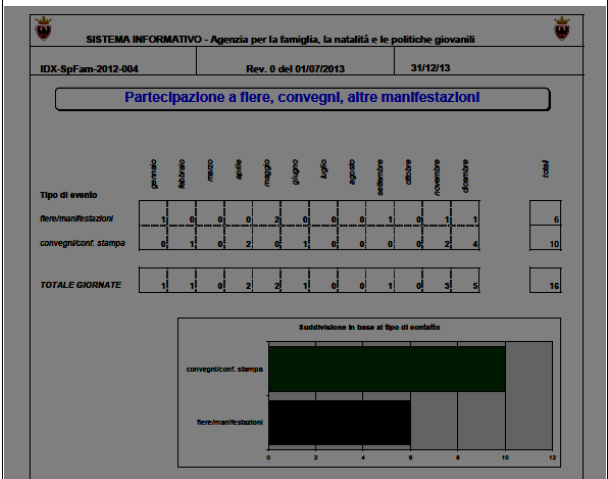 SISTEMA INFORMATIVO - Agenzia per la famiglia, la natalità e le politiche giovanili
IDX-SpFam-2012-004 Rev. 0 del 01/07/2013 31/12/13
Partecipazione a fiere, convegni, altre manifestazioni
Tipo di evento gennaio febbraio marzo aprile maggio giugno luglio agosto settembre ottobre novembre dicembre totali
fiere/manifestazioni 1 0 0 0 2 0 0 0 1 0 1 1 6
convegni/conf. stampa 0 1 0 2 0 1 0 0 0 0 2 4 10
TOTALE GIORNATE 1 1 0 2 2 1 0 0 1 0 3 5 16
Suddivisione in base al tipo di contatto
convegni/conf. stampa
fiere/manifestazioni
0 2 4 6 8 10 12